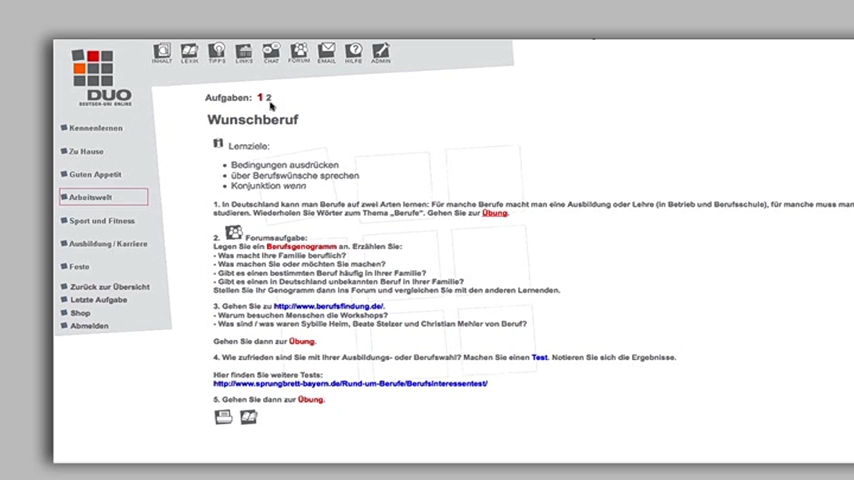 INHALT LEXIK TIPPS LINKS CHAT FORUM EMAIL HILFE ADMIN
DUO
DEUTSCH-UNI ONLINE
Kennenlernen
Zu Hause
Guten Appetit
Arbeitswelt
Sport und Fitness
Ausbildung / Karriere
Feste
Zurück zur Übersicht
Letzte Aufgabe
Shop
Abmelden
Aufgaben: 1 2
Wunschberuf
Lernziele:
• Bedingungen ausdrücken
• über Berufswünsche sprechen
• Konjunktion wenn
1. In Deutschland kann man Berufe auf zwei Arten lernen: Für manche Berufe macht man eine Ausbildung oder Lehre (in Betrieb und Berufsschule), für manche muss man
studieren. Wiederholen Sie Wörter zum Thema „Berufe". Gehen Sie zur Übung.
2. Forumsaufgabe:
Legen Sie ein Berufsgenogramm an. Erzählen Sie:
- Was macht Ihre Familie beruflich?
- Was machen Sie oder möchten Sie machen?
- Gibt es einen bestimmten Beruf häufig in Ihrer Familie?
- Gibt es einen in Deutschland unbekannten Beruf in Ihrer Familie?
Stellen Sie Ihr Genogramm dann ins Forum und vergleichen Sie mit den anderen Lernenden.
3. Gehen Sie zu http://www.berufsfindung.de/.
- Warum besuchen Menschen die Workshops?
- Was sind / was waren Sybille Heim, Beate Stelzer und Christian Mehler von Beruf?
Gehen Sie dann zur Übung.
4. Wie zufrieden sind Sie mit Ihrer Ausbildungs- oder Berufswahl? Machen Sie einen Test. Notieren Sie sich die Ergebnisse.
Hier finden Sie weitere Tests:
http://www.sprungbrett-bayern.de/Rund-um-Berufe/Berufsinteressentest/
5. Gehen Sie dann zur Übung.